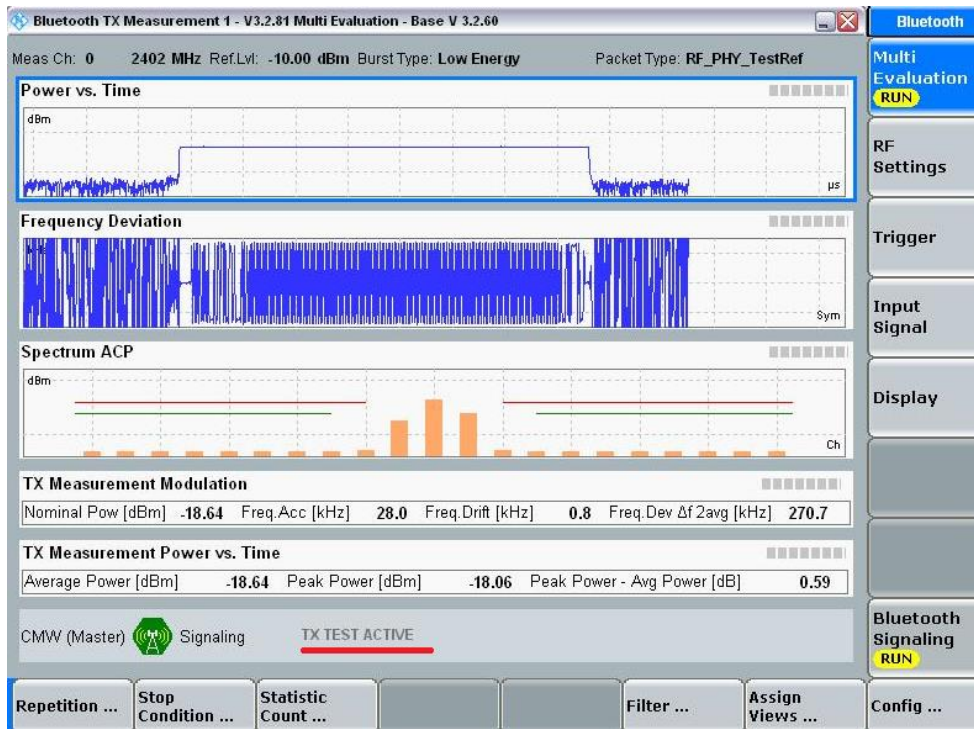 Bluetooth TX Measurement 1 - V3.2.81 Multi Evaluation - Base V 3.2.60
Bluetooth
Meas Ch: 0 2402 MHz Ref.Lvl: -10.00 dBm Burst Type: Low Energy Packet Type: RF_PHY_TestRef
Multi
Evaluation
RUN
Power vs. Time
dBm
µs
RF
Settings
Frequency Deviation
Sym
Trigger
Input
Signal
Spectrum ACP
dBm
Ch
Display
TX Measurement Modulation
Nominal Pow [dBm] -18.64 Freq.Acc [kHz] 28.0 Freq.Drift [kHz] 0.8 Freq.Dev Δf2avg [kHz] 270.7
TX Measurement Power vs. Time
Average Power [dBm] -18.64 Peak Power [dBm] -18.06 Peak Power - Avg Power [dB] 0.59
CMW (Master) Signaling TX TEST ACTIVE
Bluetooth
Signaling
RUN
Repetition ...
Stop
Condition ...
Statistic
Count ...
Filter ...
Assign
Views ...
Config ...